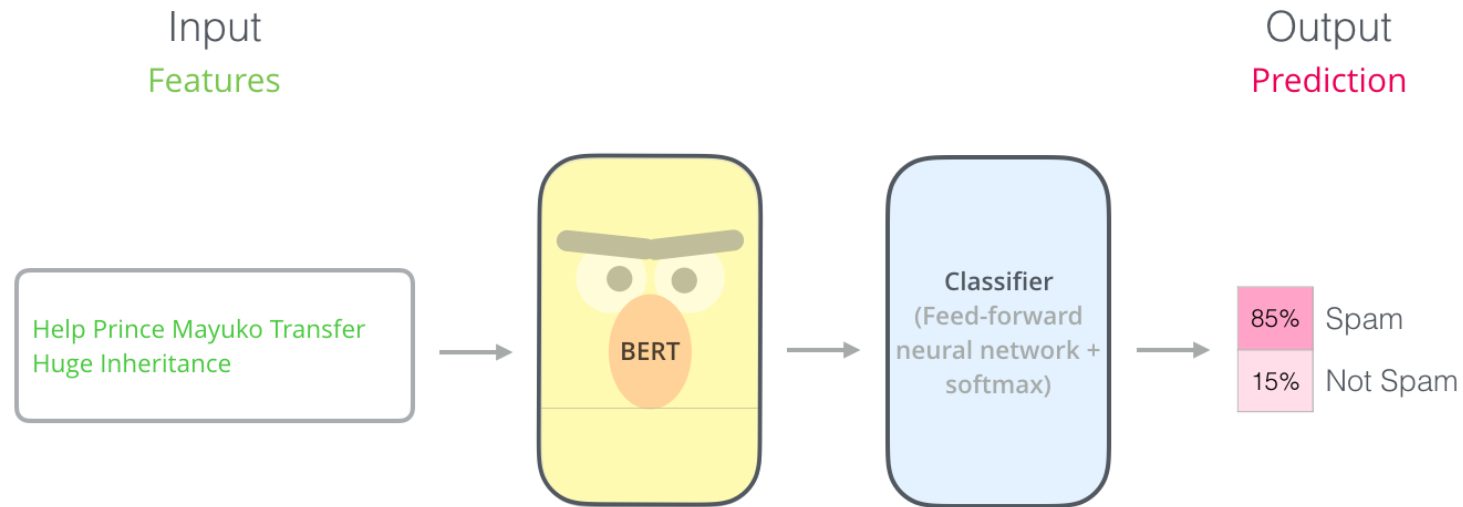 Input
Features
Output
Prediction
Help Prince Mayuko Transfer
Huge Inheritance
BERT
Classifier
(Feed-forward
neural network +
softmax)
85% Spam
15% Not Spam